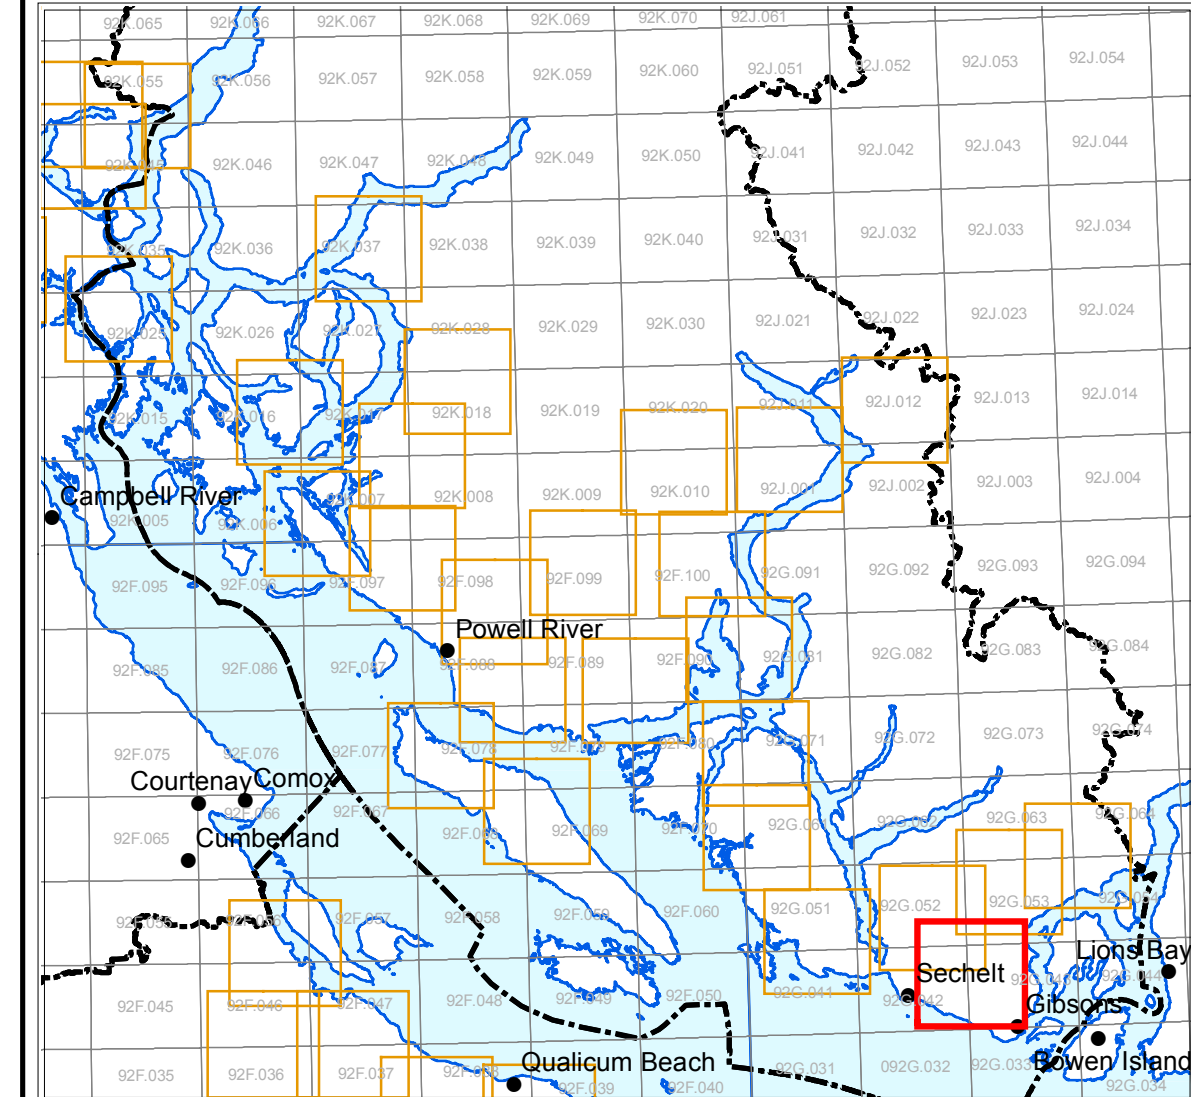 92K.065 92K.066 92K.067 92K.068 92K.069 92K.070 92J.061
92K.055 92K.056 92K.057 92K.058 92K.059 92K.060 92J.051 92J.052 92J.053 92J.054
92K.045 92K.046 92K.047 92K.048 92K.049 92K.050 92J.041 92J.042 92J.043 92J.044
92K.035 92K.036 92K.037 92K.038 92K.039 92K.040 92J.031 92J.032 92J.033 92J.034
92K.025 92K.026 92K.027 92K.028 92K.029 92K.030 92J.021 92J.022 92J.023 92J.024
92K.015 92K.016 92K.017 92K.018 92K.019 92K.020 92J.011 92J.012 92J.013 92J.014
Campbell River
92K.005 92K.006 92K.007 92K.008 92K.009 92K.010 92J.001 92J.002 92J.003 92J.004
92F.095 92F.096 92F.097 92F.098 92F.099 92F.100 92G.091 92G.092 92G.093 92G.094
Powell River
92F.085 92F.086 92F.087 92F.088 92F.089 92F.090 92G.081 92G.082 92G.083 92G.084
92F.075 92F.076 92F.077 92F.078 92F.079 92F.080 92G.071 92G.072 92G.073 92G.074
Courtenay Comox
92F.065 92F.066 92F.067 92F.068 92F.069 92F.070 92G.061 92G.062 92G.063 92G.064
Cumberland
92F.055 92F.056 92F.057 92F.058 92F.059 92F.060 92G.051 92G.052 92G.053 92G.054
Lions Bay
Sechelt
92F.045 92F.046 92F.047 92F.048 92F.049 92F.050 92G.041 92G.042 92G.043 92G.044
Gibsons
Qualicum Beach
Bowen Island
92F.035 92F.036 92F.037 92F.038 92F.039 92F.040 92G.031 092G.032 92G.033 92G.034